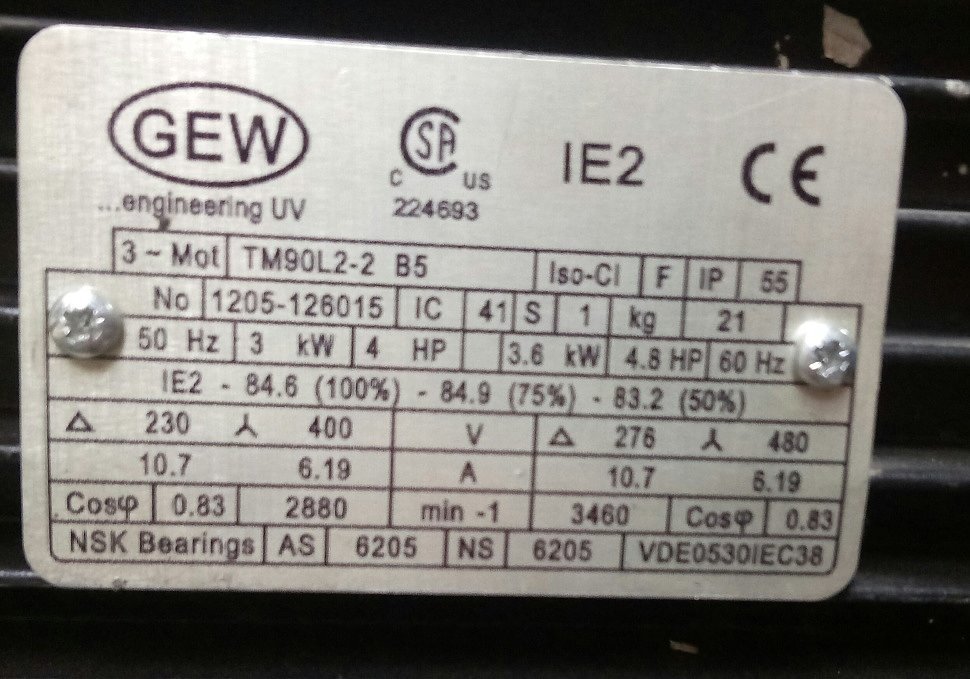 GEW
...engineering UV
CSA
C US
224693
IE2
CE
3 ~ Mot TM90L2-2 B5 Iso-Cl F IP 55
No 1205-126015 IC 41 S 1 kg 21
50 Hz 3 kW 4 HP 3.6 kW 4.8 HP 60 Hz
IE2 - 84.6 (100%) - 84.9 (75%) - 83.2 (50%)
△ 230 ⅄ 400 V △ 276 ⅄ 480
10.7 6.19 A 10.7 6.19
Cosφ 0.83 2880 min -1 3460 Cosφ 0.83
NSK Bearings AS 6205 NS 6205 VDE0530IEC38